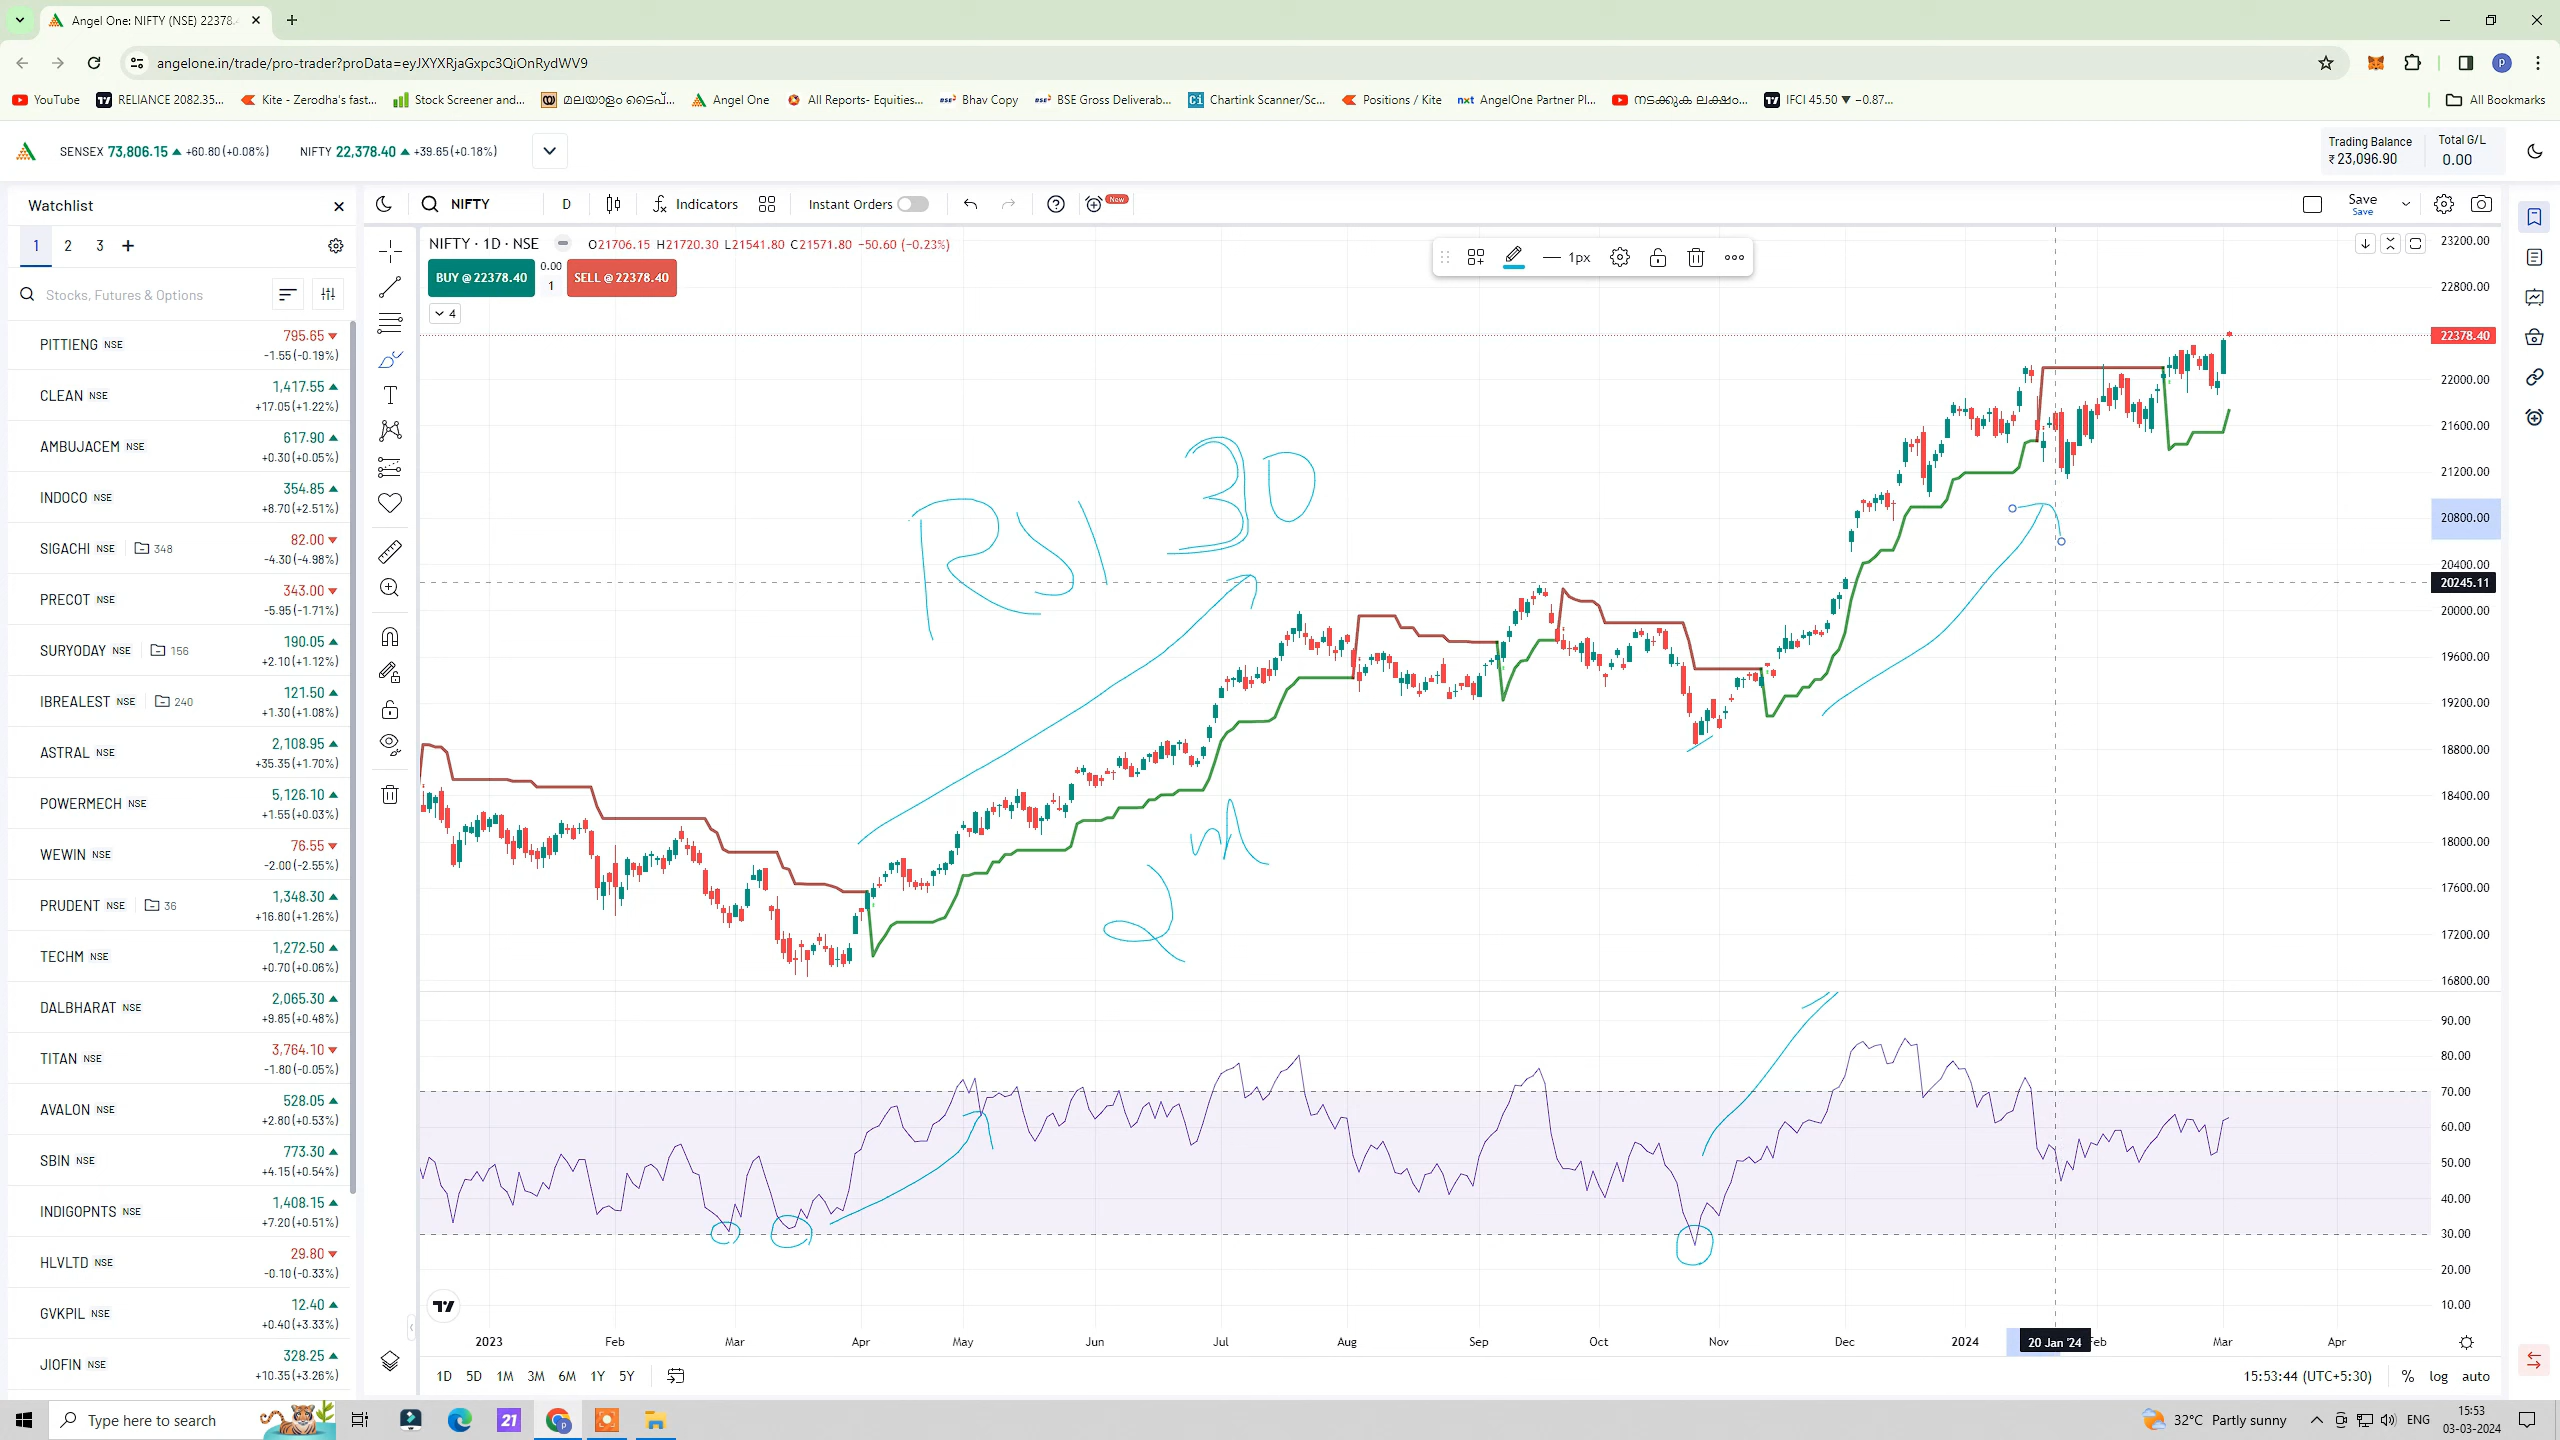 Angel One: NIFTY (NSE) 22378.
angelone.in/trade/pro-trader?proData=eyJXYXRjaGxpc3QiOnRydWV9
YouTube RELIANCE 2082.35... Kite - Zerodha's fast... Stock Screener and... മലയാളം ടൈപ്... Angel One All Reports- Equities... Bhav Copy BSE Gross Deliverab... Chartink Scanner/Sc... Positions / Kite AngelOne Partner Pl... നടക്കുക ലക്ഷം... IFCI 45.50 ▼ −0.87... All Bookmarks
SENSEX 73,806.15 ▲ +60.80 (+0.08%) NIFTY 22,378.40 ▲ +39.65 (+0.18%)
Trading Balance ₹ 23,096.90 Total G/L 0.00
Watchlist
1 2 3 +
Stocks, Futures & Options
PITTIENG NSE 795.65 ▼
-1.55 (-0.19%)
CLEAN NSE 1,417.55 ▲
+17.05 (+1.22%)
AMBUJACEM NSE 617.90 ▲
+0.30 (+0.05%)
INDOCO NSE 354.85 ▲
+8.70 (+2.51%)
SIGACHI NSE 348 82.00 ▼
-4.30 (-4.98%)
PRECOT NSE 343.00 ▼
-5.95 (-1.71%)
SURYODAY NSE 156 190.05 ▲
+2.10 (+1.12%)
IBREALEST NSE 240 121.50 ▲
+1.30 (+1.08%)
ASTRAL NSE 2,108.95 ▲
+35.35 (+1.70%)
POWERMECH NSE 5,126.10 ▲
+1.55 (+0.03%)
WEWIN NSE 76.55 ▼
-2.00 (-2.55%)
PRUDENT NSE 36 1,348.30 ▲
+16.80 (+1.26%)
TECHM NSE 1,272.50 ▲
+0.70 (+0.06%)
DALBHARAT NSE 2,065.30 ▲
+9.85 (+0.48%)
TITAN NSE 3,764.10 ▼
-1.80 (-0.05%)
AVALON NSE 528.05 ▲
+2.80 (+0.53%)
SBIN NSE 773.30 ▲
+4.15 (+0.54%)
INDIGOPNTS NSE 1,408.15 ▲
+7.20 (+0.51%)
HLVLTD NSE 29.80 ▼
-0.10 (-0.33%)
GVKPIL NSE 12.40 ▲
+0.40 (+3.33%)
JIOFIN NSE 328.25 ▲
+10.35 (+3.26%)
NIFTY D Indicators Instant Orders New Save
Save
NIFTY · 1D · NSE O21706.15 H21720.30 L21541.80 C21571.80 −50.60 (−0.23%)
BUY @ 22378.40 0.00 SELL @ 22378.40
1
4
1px
RSI 30
23200.00
22800.00
22378.40
22000.00
21600.00
21200.00
20800.00
20400.00
20245.11
20000.00
19600.00
19200.00
18800.00
18400.00
18000.00
17600.00
17200.00
16800.00
90.00
80.00
70.00
60.00
50.00
40.00
30.00
20.00
10.00
2023 Feb Mar Apr May Jun Jul Aug Sep Oct Nov Dec 2024 20 Jan '24 Feb Mar Apr
1D 5D 1M 3M 6M 1Y 5Y 15:53:44 (UTC+5:30) % log auto
Type here to search 21 32°C Partly sunny ENG 15:53
03-03-2024